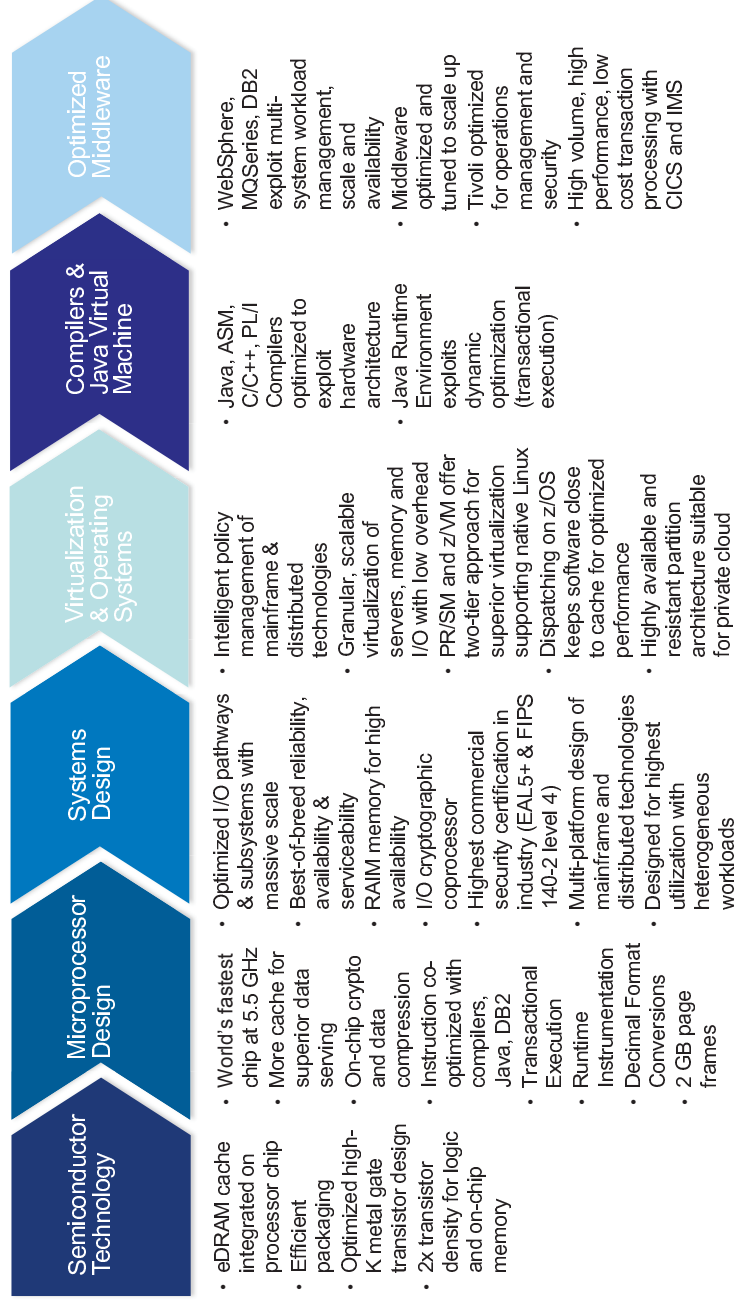 Semiconductor
Technology
• eDRAM cache
integrated on
processor chip
• Efficient
packaging
• Optimized high-
K metal gate
transistor design
• 2x transistor
density for logic
and on-chip
memory
Microprocessor
Design
• World's fastest
chip at 5.5 GHz
• More cache for
superior data
serving
• On-chip crypto
and data
compression
• Instruction co-
optimized with
compilers,
Java, DB2
• Transactional
Execution
• Runtime
Instrumentation
• Decimal Format
Conversions
• 2 GB page
frames
Systems
Design
• Optimized I/O pathways
& subsystems with
massive scale
• Best-of-breed reliability,
availability &
serviceability
• RAIM memory for high
availability
• I/O cryptographic
coprocessor
• Highest commercial
security certification in
industry (EAL5+ & FIPS
140-2 level 4)
• Multi-platform design of
mainframe and
distributed technologies
• Designed for highest
utilization with
heterogeneous
workloads
Virtualization
& Operating
Systems
• Intelligent policy
management of
mainframe &
distributed
technologies
• Granular, scalable
virtualization of
servers, memory and
I/O with low overhead
• PR/SM and z/VM offer
two-tier approach for
superior virtualization
supporting native Linux
• Dispatching on z/OS
keeps software close
to cache for optimized
performance
• Highly available and
resistant partition
architecture suitable
for private cloud
Compilers &
Java Virtual
Machine
• Java, ASM,
C/C++, PL/I
Compilers
optimized to
exploit
hardware
architecture
• Java Runtime
Environment
exploits
dynamic
optimization
(transactional
execution)
Optimized
Middleware
• WebSphere,
MQSeries, DB2
exploit multi-
system workload
management,
scale and
availability
• Middleware
optimized and
tuned to scale up
• Tivoli optimized
for operations
management and
security
• High volume, high
performance, low
cost transaction
processing with
CICS and IMS